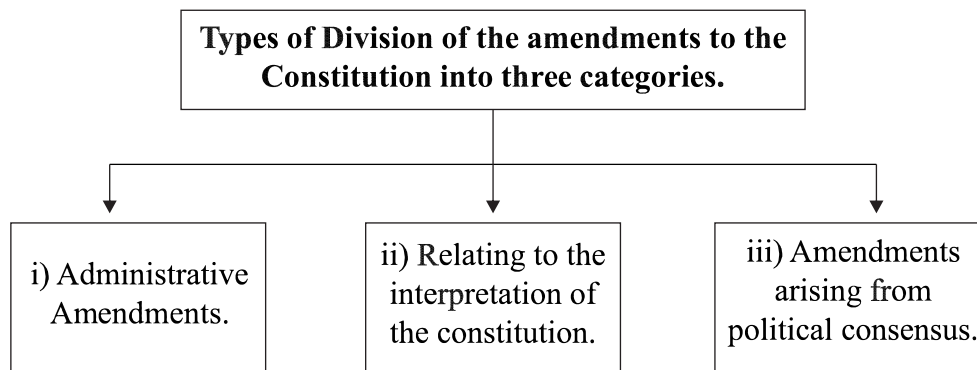 Types of Division of the amendments to the
Constitution into three categories.
i) Administrative
Amendments.
ii) Relating to the
interpretation of
the constitution.
iii) Amendments
arising from
political consensus.